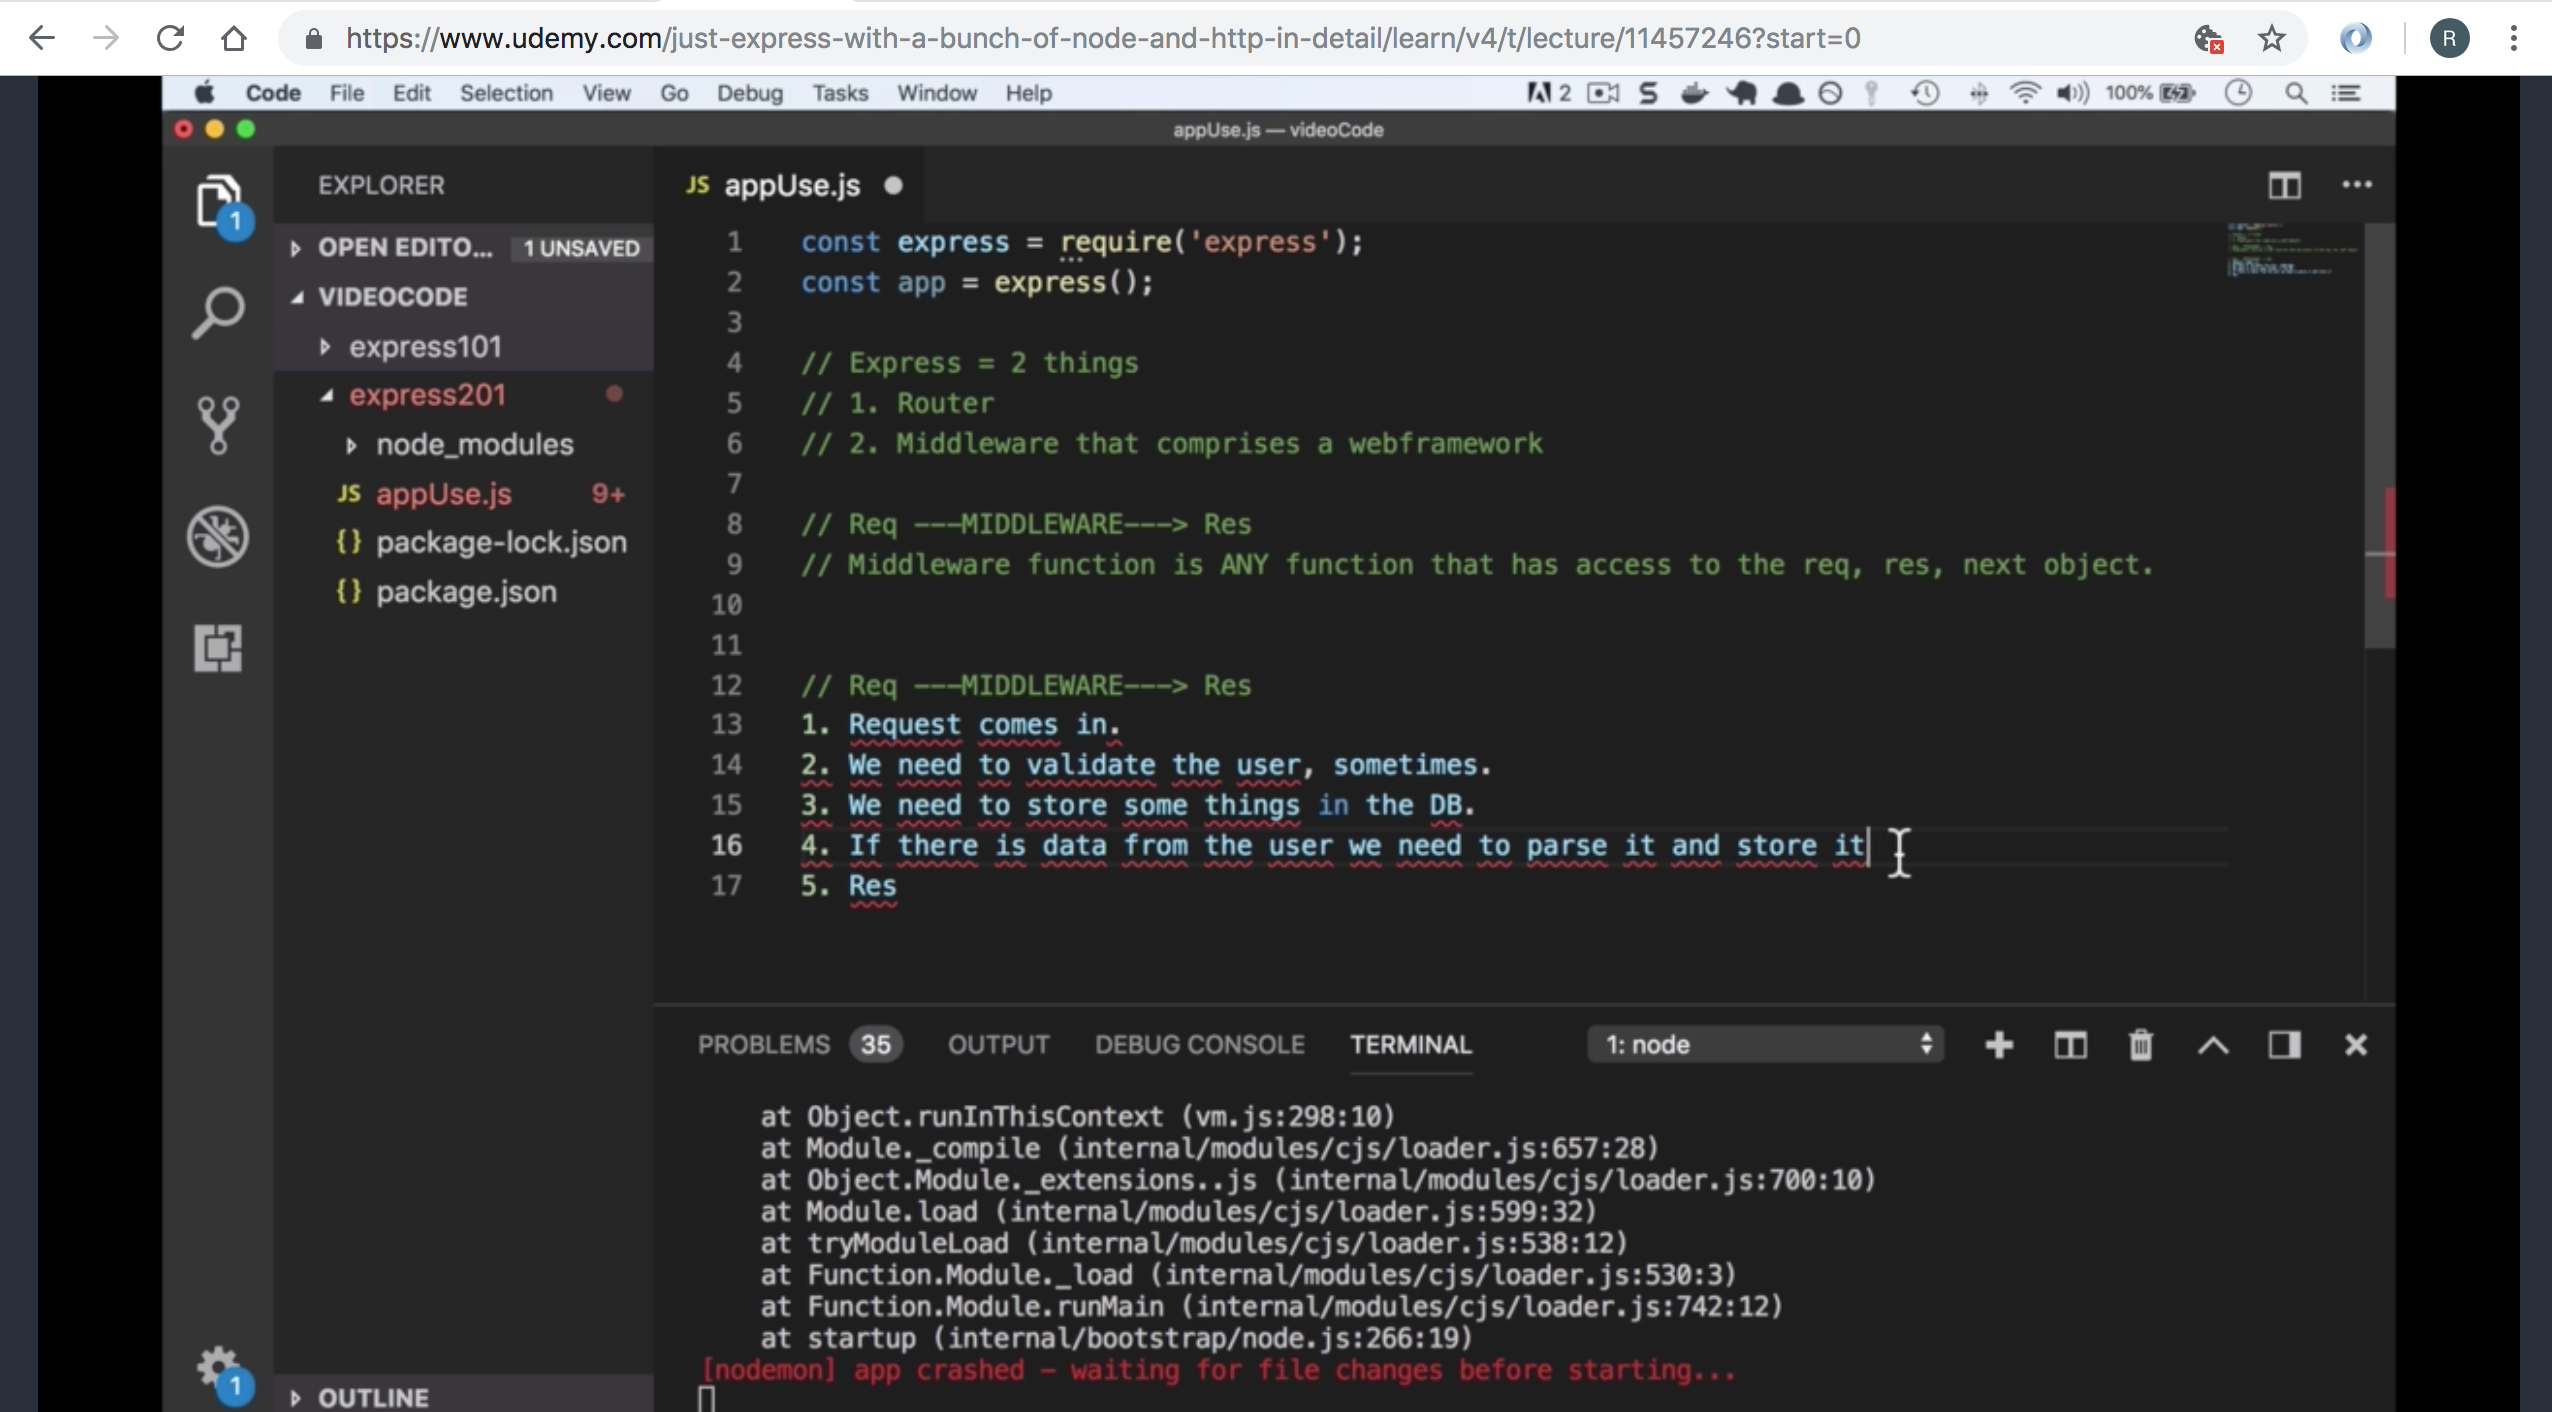 https://www.udemy.com/just-express-with-a-bunch-of-node-and-http-in-detail/learn/v4/t/lecture/11457246?start=0
R
Code File Edit Selection View Go Debug Tasks Window Help
2 100%
appUse.js — videoCode
EXPLORER
JS appUse.js
1
OPEN EDITO... 1 UNSAVED
VIDEOCODE
express101
express201
node_modules
JS appUse.js 9+
{} package-lock.json
{} package.json
1 const express = require('express');
2 const app = express();
3
4 // Express = 2 things
5 // 1. Router
6 // 2. Middleware that comprises a webframework
7
8 // Req ---MIDDLEWARE---> Res
9 // Middleware function is ANY function that has access to the req, res, next object.
10
11
12 // Req ---MIDDLEWARE---> Res
13 1. Request comes in.
14 2. We need to validate the user, sometimes.
15 3. We need to store some things in the DB.
16 4. If there is data from the user we need to parse it and store it
17 5. Res
PROBLEMS 35 OUTPUT DEBUG CONSOLE TERMINAL 1: node
at Object.runInThisContext (vm.js:298:10)
at Module._compile (internal/modules/cjs/loader.js:657:28)
at Object.Module._extensions..js (internal/modules/cjs/loader.js:700:10)
at Module.load (internal/modules/cjs/loader.js:599:32)
at tryModuleLoad (internal/modules/cjs/loader.js:538:12)
at Function.Module._load (internal/modules/cjs/loader.js:530:3)
at Function.Module.runMain (internal/modules/cjs/loader.js:742:12)
at startup (internal/bootstrap/node.js:266:19)
[nodemon] app crashed - waiting for file changes before starting...
1
OUTLINE